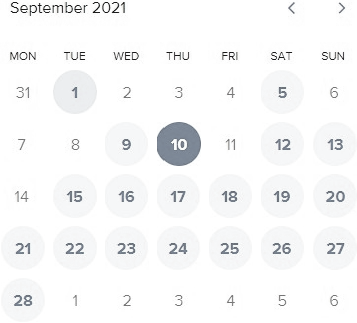 September 2021
MON TUE WED THU FRI SAT SUN
31 1 2 3 4 5 6
7 8 9 10 11 12 13
14 15 16 17 18 19 20
21 22 23 24 25 26 27
28 1 2 3 4 5 6